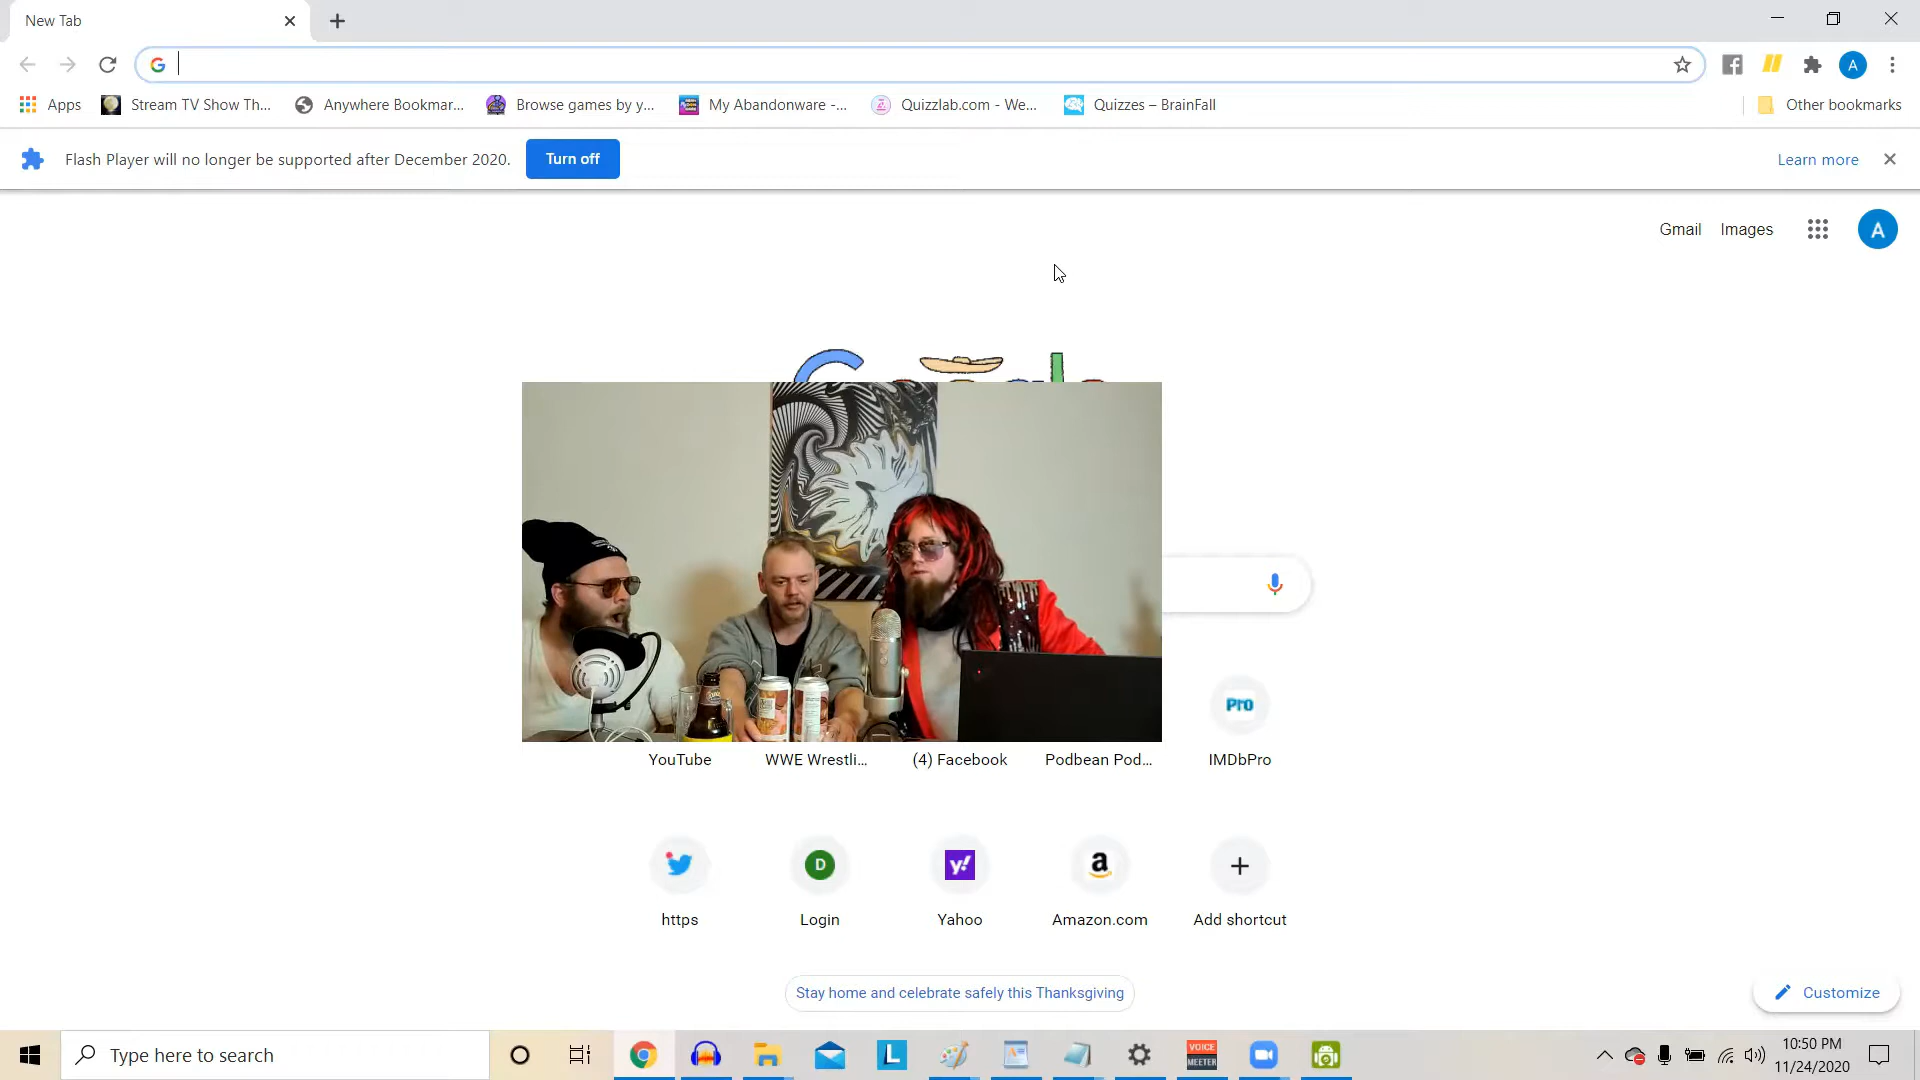 New Tab
Apps Stream TV Show Th... Anywhere Bookmar... Browse games by y... My Abandonware -... Quizzlab.com - We... Quizzes – BrainFall Other bookmarks
Flash Player will no longer be supported after December 2020. Turn off Learn more
Gmail Images A
Pro
YouTube WWE Wrestli... (4) Facebook Podbean Pod... IMDbPro
https Login Yahoo Amazon.com Add shortcut
Stay home and celebrate safely this Thanksgiving
Customize
Type here to search
VOICE
MEETER
10:50 PM
11/24/2020